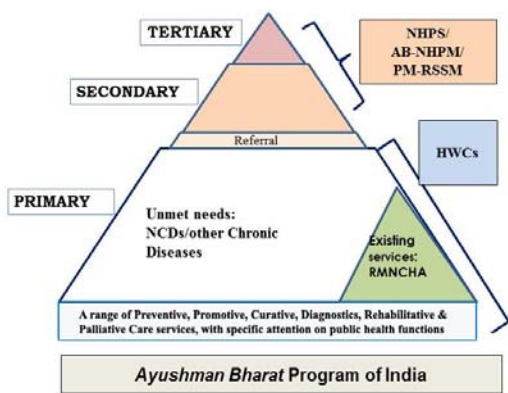 TERTIARY
NHPS/
AB-NHPM/
PM-RSSM
SECONDARY
Referral
HWCs
PRIMARY
Unmet needs:
NCDs/other Chronic
Diseases
Existing
services:
RMNCHA
A range of Preventive, Promotive, Curative, Diagnostics, Rehabilitative &
Palliative Care services, with specific attention on public health functions
Ayushman Bharat Program of India